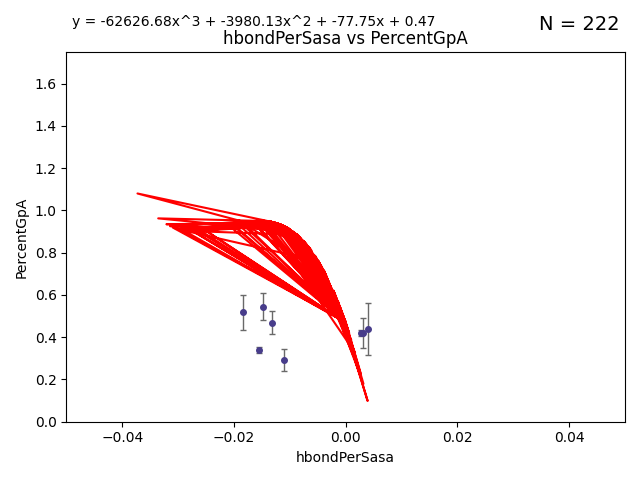 y = -62626.68x^3 + -3980.13x^2 + -77.75x + 0.47
N = 222
hbondPerSasa vs PercentGpA
PercentGpA
1.6
1.4
1.2
1.0
0.8
0.6
0.4
0.2
0.0
−0.04 −0.02 0.00 0.02 0.04
hbondPerSasa